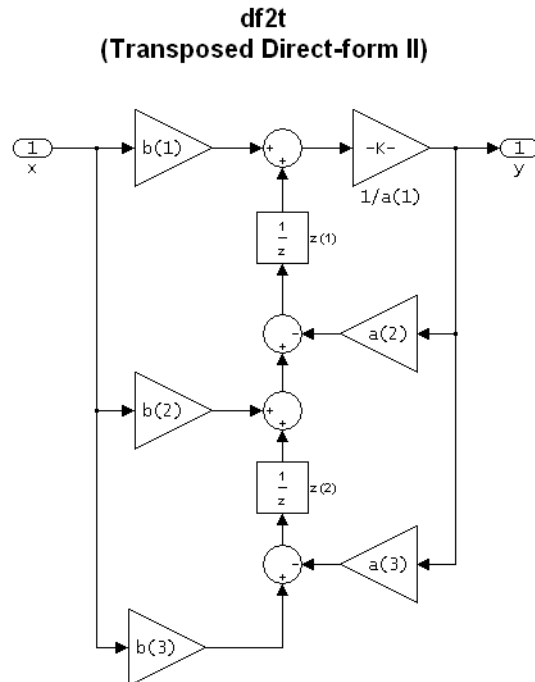 df2t
(Transposed Direct-form II)
1
x
b(1)
+
+
-K-
1/a(1)
1
y
1
z
z(1)
-
+
a(2)
b(2)
+
+
1
z
z(2)
-
+
a(3)
b(3)